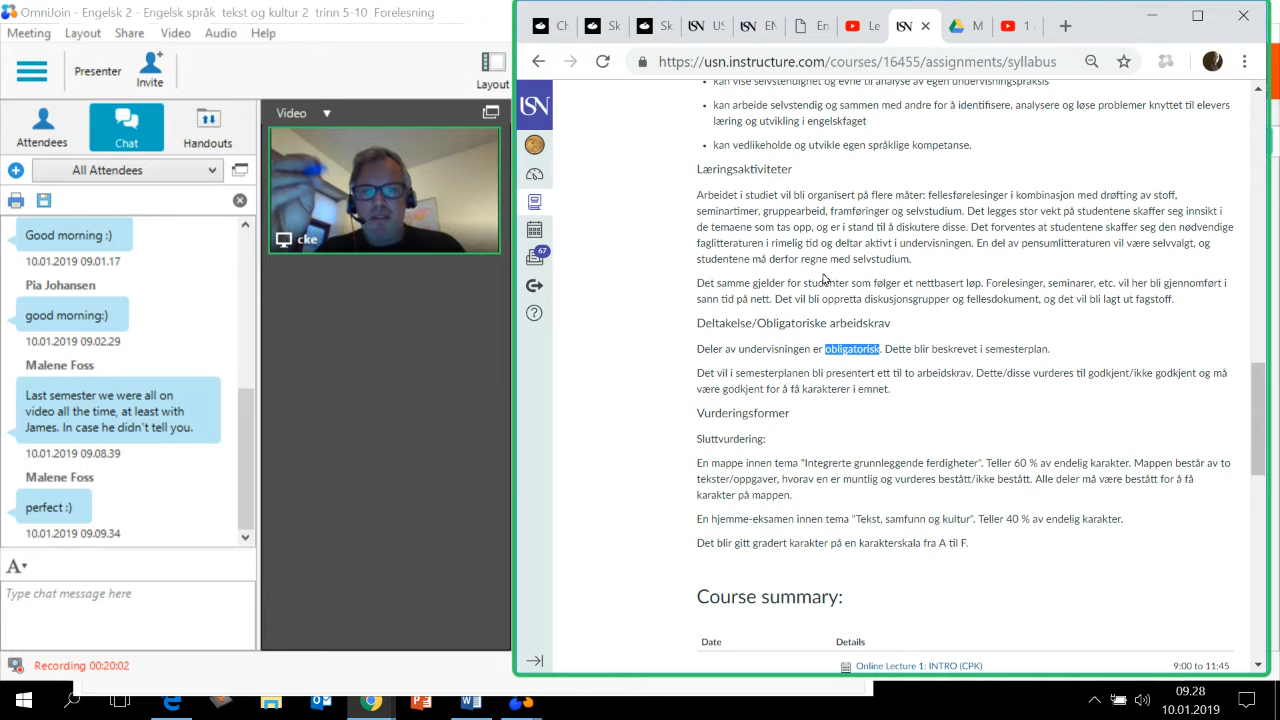 OmniJoin - Engelsk 2 - Engelsk språk tekst og kultur 2 trinn 5-10 Forelesning
Meeting Layout Share Video Audio Help
Presenter
Invite
Layout
Attendees
Chat
Handouts
All Attendees
Good morning :)
10.01.2019 09.01.17
Pia Johansen
good morning:)
10.01.2019 09.02.29
Malene Foss
Last semester we were all on
video all the time, at least with
James. In case he didn't tell you.
10.01.2019 09.08.39
Malene Foss
perfect :)
10.01.2019 09.09.34
A
Type chat message here
Recording 00:20:02
Video
cke
Cl
Sk
Sk
USN US
USN EN
En
Le
USN
M
1
https://usn.instructure.com/courses/16455/assignments/syllabus
USN
67
kan vise selvstendighet og evne til analyse av egen undervisningspraksis
kan arbeide selvstendig og sammen med andre for å identifisere, analysere og løse problemer knyttet til elevers
læring og utvikling i engelskfaget
kan vedlikeholde og utvikle egen språklige kompetanse.
Læringsaktiviteter
Arbeidet i studiet vil bli organisert på flere måter: fellesforelesinger i kombinasjon med drøfting av stoff,
seminartimer, gruppearbeid, framføringer og selvstudium. Det legges stor vekt på studentene skaffer seg innsikt i
de temaene som tas opp, og er i stand til å diskutere disse. Det forventes at studentene skaffer seg den nødvendige
faglitteraturen i rimelig tid og deltar aktivt i undervisningen. En del av pensumlitteraturen vil være selvvalgt, og
studentene må derfor regne med selvstudium.
Det samme gjelder for studenter som følger et nettbasert løp. Forelesinger, seminarer, etc. vil her bli gjennomført i
sann tid på nett. Det vil bli oppretta diskusjonsgrupper og fellesdokument, og det vil bli lagt ut fagstoff.
Deltakelse/Obligatoriske arbeidskrav
Deler av undervisningen er obligatorisk. Dette blir beskrevet i semesterplan.
Det vil i semesterplanen bli presentert ett til to arbeidskrav. Dette/disse vurderes til godkjent/ikke godkjent og må
være godkjent for å få karakterer i emnet.
Vurderingsformer
Sluttvurdering:
En mappe innen tema "Integrerte grunnleggende ferdigheter". Teller 60 % av endelig karakter. Mappen består av to
tekster/oppgaver, hvorav en er muntlig og vurderes bestått/ikke bestått. Alle deler må være bestått for å få
karakter på mappen.
En hjemme-eksamen innen tema "Tekst, samfunn og kultur". Teller 40 % av endelig karakter.
Det blir gitt gradert karakter på en karakterskala fra A til F.
Course summary:
Date Details
Online Lecture 1: INTRO (CPK) 9:00 to 11:45
09.28
10.01.2019